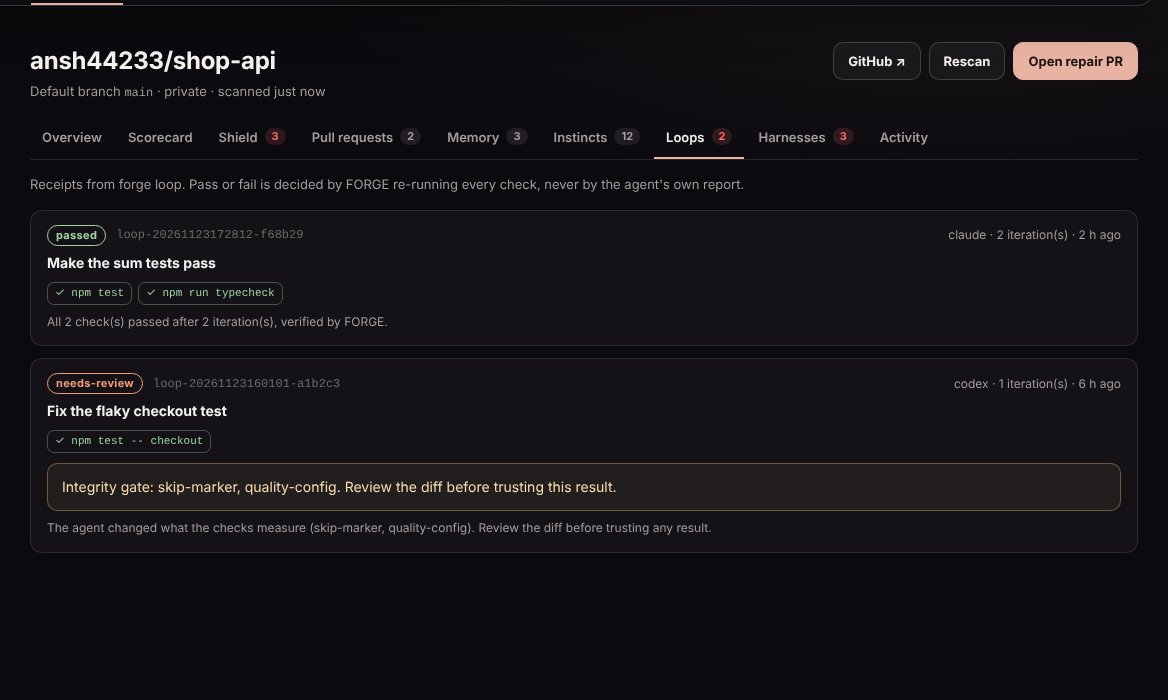 ansh44233/shop-api
GitHub ↗ Rescan Open repair PR
Default branch main · private · scanned just now
Overview Scorecard Shield 3 Pull requests 2 Memory 3 Instincts 12 Loops 2 Harnesses 3 Activity
Receipts from forge loop. Pass or fail is decided by FORGE re-running every check, never by the agent's own report.
passed loop-20261123172812-f68b29 claude · 2 iteration(s) · 2 h ago
Make the sum tests pass
✓ npm test ✓ npm run typecheck
All 2 check(s) passed after 2 iteration(s), verified by FORGE.
needs-review loop-20261123160101-a1b2c3 codex · 1 iteration(s) · 6 h ago
Fix the flaky checkout test
✓ npm test -- checkout
Integrity gate: skip-marker, quality-config. Review the diff before trusting this result.
The agent changed what the checks measure (skip-marker, quality-config). Review the diff before trusting any result.